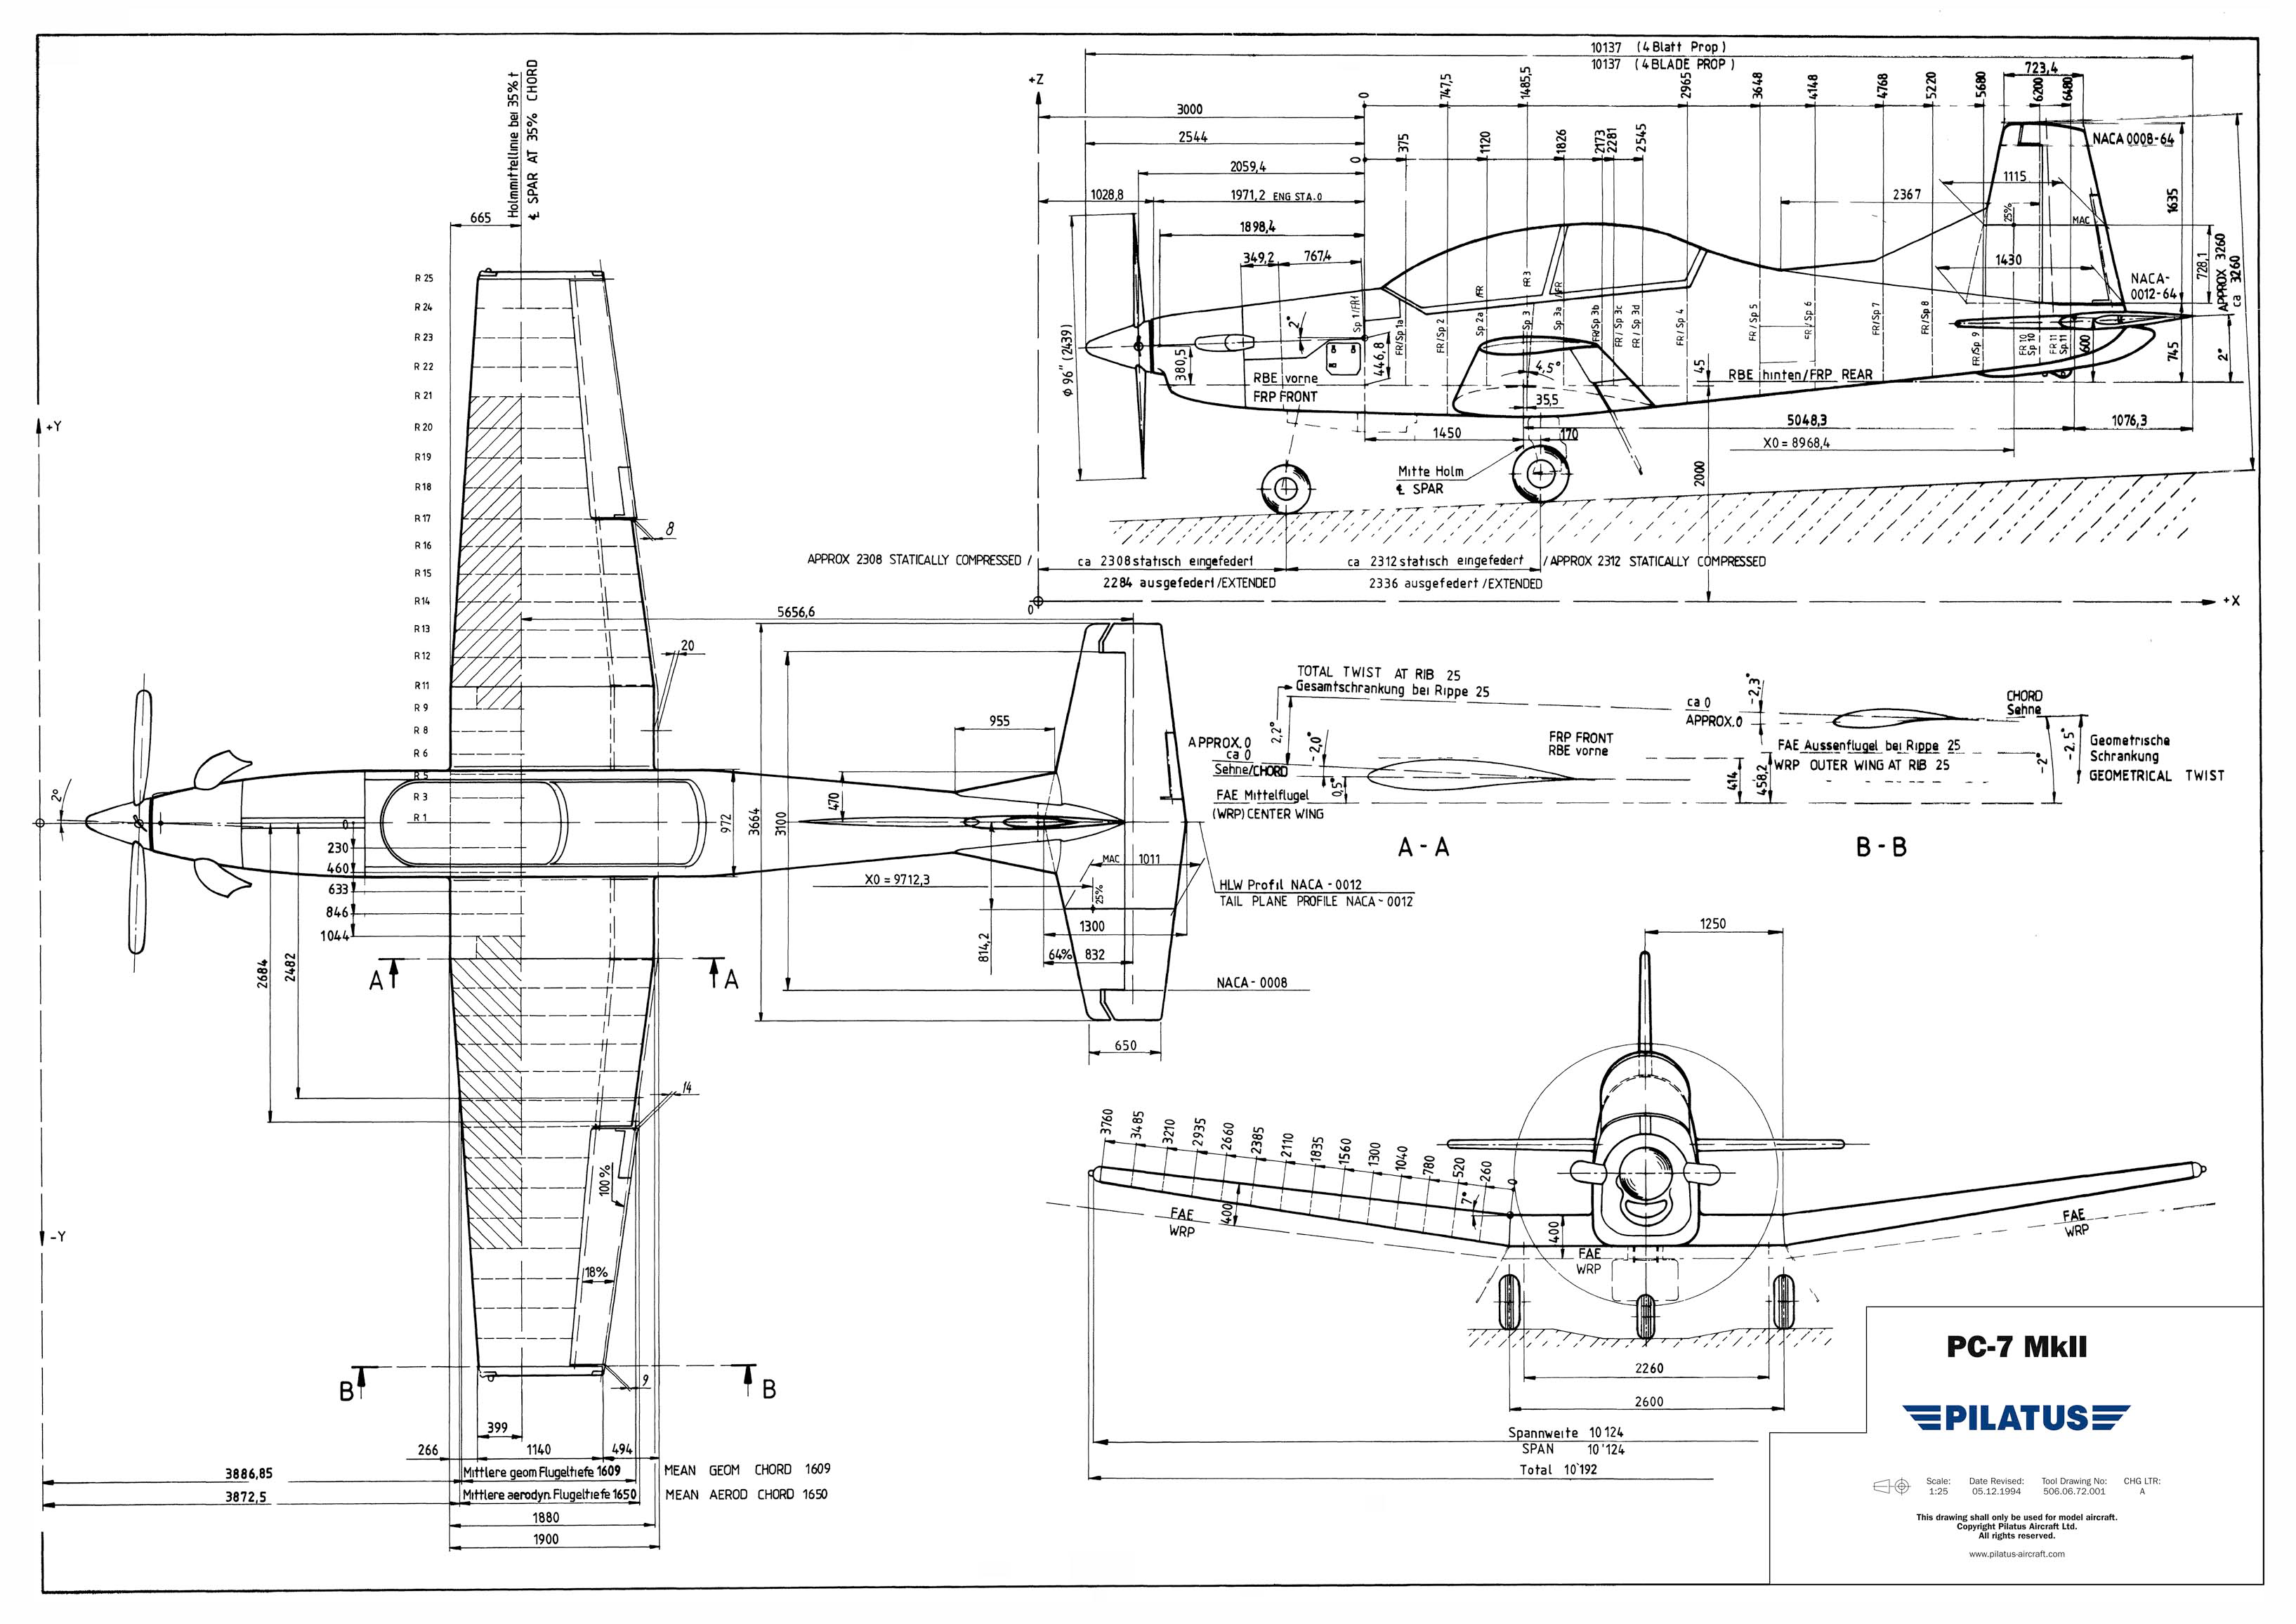 10137 (4 Blatt Prop)
10137 (4 BLADE PROP)
Holmmittellinie bei 35% t
℄ SPAR AT 35% CHORD
665
R 25
R 24
R 23
R 22
R 21
R 20
R 19
R 18
R 17
R 16
R 15
R 14
R 13
R 12
R 11
R 9
R 8
R 6
R 5
R 3
R 1
8
20
+Y
-Y
2°
0
230
460
633
846
1044
2684
2482
A
A
B
B
14
100%
18%
9
399
266
1140
494
3886,85
Mittlere geom Flugeltiefe 1609
MEAN GEOM CHORD 1609
3872,5
Mittlere aerodyn. Flugeltiefe 1650
MEAN AEROD CHORD 1650
1880
1900
5656,6
955
470
972
3664
3100
MAC 1011
25%
X0 = 9712,3
814,2
1300
64% 832
650
HLW Profil NACA - 0012
TAIL PLANE PROFILE NACA - 0012
NACA - 0008
+Z
3000
2544
2059,4
1028,8
1971,2 ENG STA.0
1898,4
349,2
767,4
0
747,5
1485,5
2965
3648
4148
4768
5220
5680
6200
6480
723,4
0
375
1120
1826
2173
2281
2545
2367
NACA 0008-64
1115
25%
MAC
1430
NACA-
0012-64
1635
728,1
APPROX 3260
ca 3260
745
2°
600
ø 96" (2439)
380,5
2°
446,8
RBE vorne
FRP FRONT
Sp 1/FR1
FR/Sp 1a
FR/Sp 2
Sp 2a /FR
FR3
Sp 3
Sp 3a /FR
FR/Sp 3b
FR/ Sp 3c
FR / Sp 3d
FR / Sp 4
FR / Sp 5
FR / Sp 6
FR/Sp 7
FR/Sp 8
FR/Sp 9
FR 10
Sp 10
FR 11
Sp 11
4,5°
35,5
45
RBE hinten/FRP REAR
1450
170
5048,3
1076,3
X0 = 8968,4
Mitte Holm
℄ SPAR
2000
APPROX 2308 STATICALLY COMPRESSED / ca 2308 statisch eingefedert
ca 2312 statisch eingefedert / APPROX 2312 STATICALLY COMPRESSED
2284 ausgefedert/EXTENDED
2336 ausgefedert/EXTENDED
0
+X
TOTAL TWIST AT RIB 25
Gesamtschrankung bei Rippe 25
2,2°
-2,0°
APPROX. 0
ca 0
Sehne/CHORD
FAE Mittelflugel
(WRP) CENTER WING
0,5°
FRP FRONT
RBE vorne
414
458,2
A - A
ca 0
APPROX. 0
-2,3°
CHORD
Sehne
FAE Aussenflugel bei Rippe 25
WRP OUTER WING AT RIB 25
-2°
-2.5°
Geometrische
Schrankung
GEOMETRICAL TWIST
B - B
1250
3760
3485
3210
2935
2660
2385
2110
1835
1560
1300
1040
780
520
260
0
7°
400
400
FAE
WRP
FAE
WRP
FAE
WRP
2260
2600
Spannweite 10 124
SPAN 10'124
Total 10'192
PC-7 MkII
PILATUS
Scale: Date Revised: Tool Drawing No: CHG LTR:
1:25 05.12.1994 506.06.72.001 A
This drawing shall only be used for model aircraft.
Copyright Pilatus Aircraft Ltd.
All rights reserved.
www.pilatus-aircraft.com